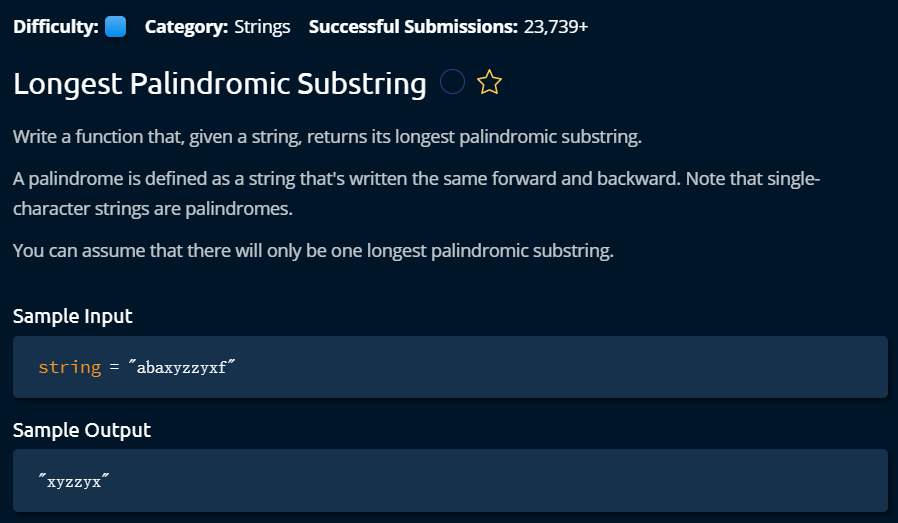 Difficulty: Category: Strings Successful Submissions: 23,739+
Longest Palindromic Substring
Write a function that, given a string, returns its longest palindromic substring.
A palindrome is defined as a string that's written the same forward and backward. Note that single-
character strings are palindromes.
You can assume that there will only be one longest palindromic substring.
Sample Input
string = "abaxyzzyxf"
Sample Output
"xyzzyx"